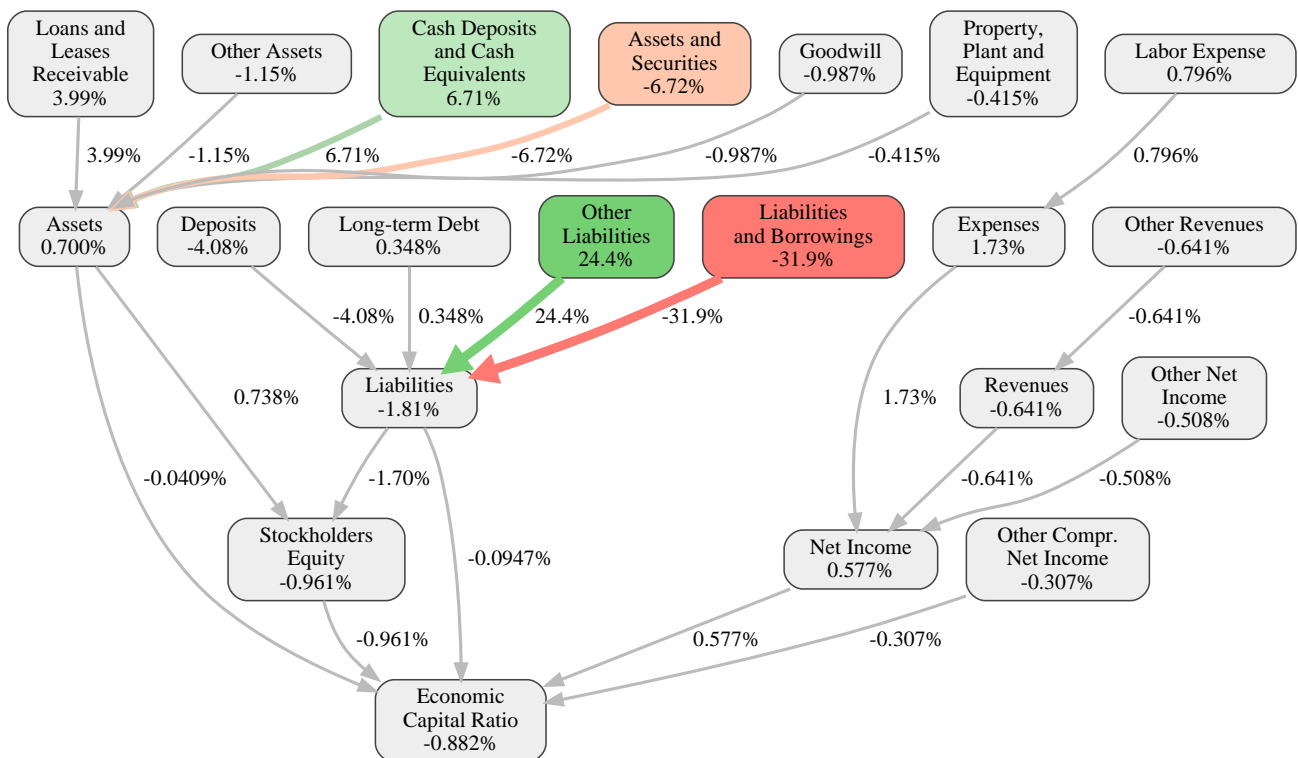 Loans and
Leases
Receivable
3.99%
Other Assets
-1.15%
Cash Deposits
and Cash
Equivalents
6.71%
Assets and
Securities
-6.72%
Goodwill
-0.987%
Property,
Plant and
Equipment
-0.415%
Labor Expense
0.796%
3.99%
-1.15%
6.71%
-6.72%
-0.987%
-0.415%
0.796%
Assets
0.700%
Deposits
-4.08%
Long-term Debt
0.348%
Other
Liabilities
24.4%
Liabilities
and Borrowings
-31.9%
Expenses
1.73%
Other Revenues
-0.641%
-4.08%
0.348%
24.4%
-31.9%
-0.641%
0.738%
Liabilities
-1.81%
1.73%
Revenues
-0.641%
Other Net
Income
-0.508%
-0.0409%
-1.70%
-0.641%
-0.508%
Stockholders
Equity
-0.961%
-0.0947%
Net Income
0.577%
Other Compr.
Net Income
-0.307%
-0.961%
0.577%
-0.307%
Economic
Capital Ratio
-0.882%